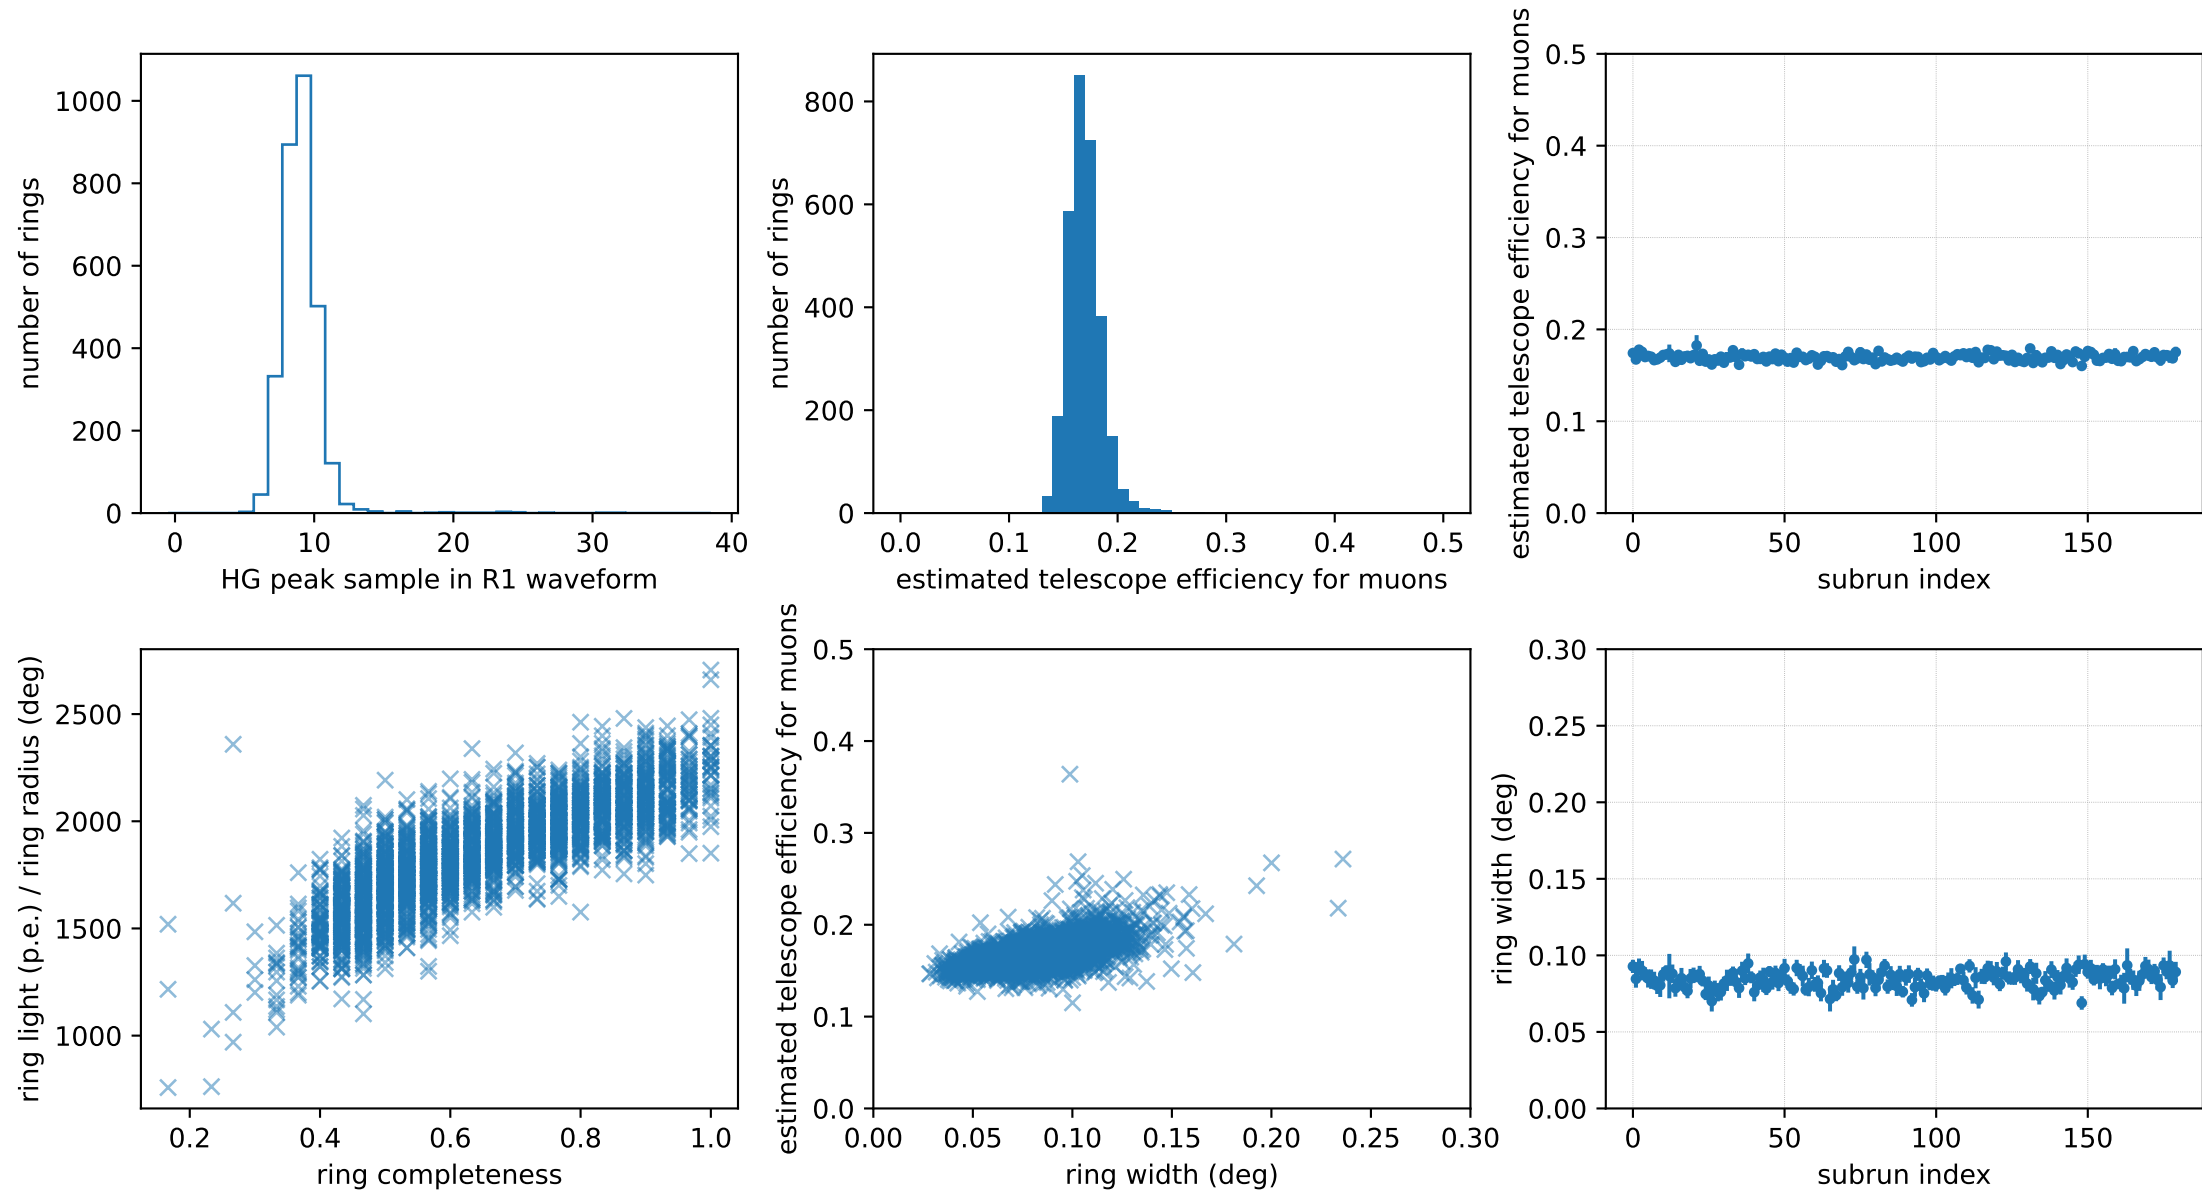 number of rings
1000
800
600
400
200
0
0 10 20 30 40
HG peak sample in R1 waveform
number of rings
800
600
400
200
0
0.0 0.1 0.2 0.3 0.4 0.5
estimated telescope efficiency for muons
estimated telescope efficiency for muons
0.5
0.4
0.3
0.2
0.1
0.0
0 50 100 150
subrun index
ring light (p.e.) / ring radius (deg)
2500
2000
1500
1000
0.2 0.4 0.6 0.8 1.0
ring completeness
estimated telescope efficiency for muons
0.5
0.4
0.3
0.2
0.1
0.0
0.00 0.05 0.10 0.15 0.20 0.25 0.30
ring width (deg)
ring width (deg)
0.30
0.25
0.20
0.15
0.10
0.05
0.00
0 50 100 150
subrun index